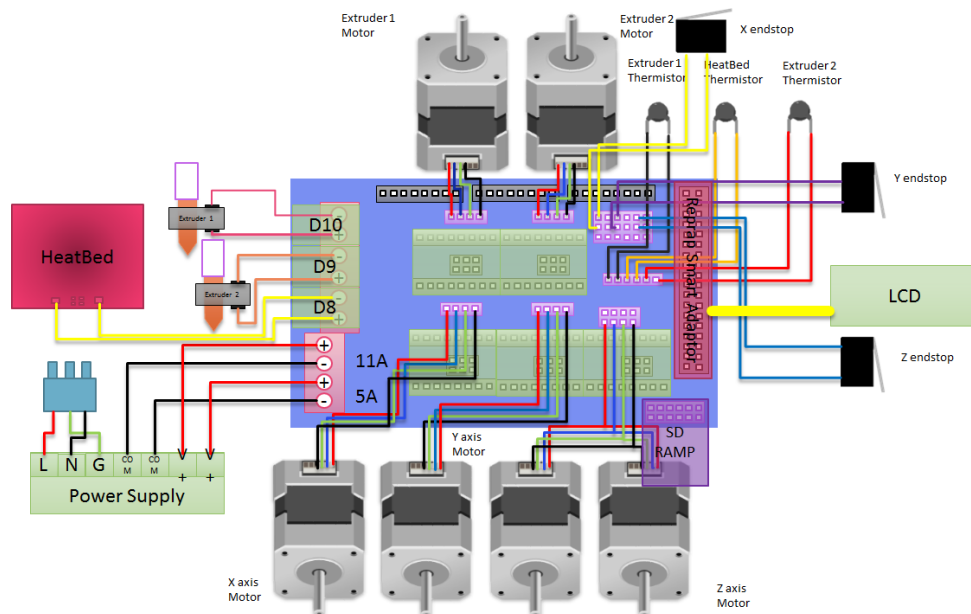 Extruder 1
Motor
Extruder 2
Motor
X endstop
Extruder 1
Thermistor
HeatBed
Thermistor
Extruder 2
Thermistor
Y endstop
Extruder 1
D10
HeatBed
D9
Extruder 2
D8
Reprap Smart Adaptor
LCD
+
-
+
-
11A
5A
Z endstop
SD
RAMP
L
N
G
CO
M
CO
M
V
+
V
+
Power Supply
Y axis
Motor
X axis
Motor
Z axis
Motor